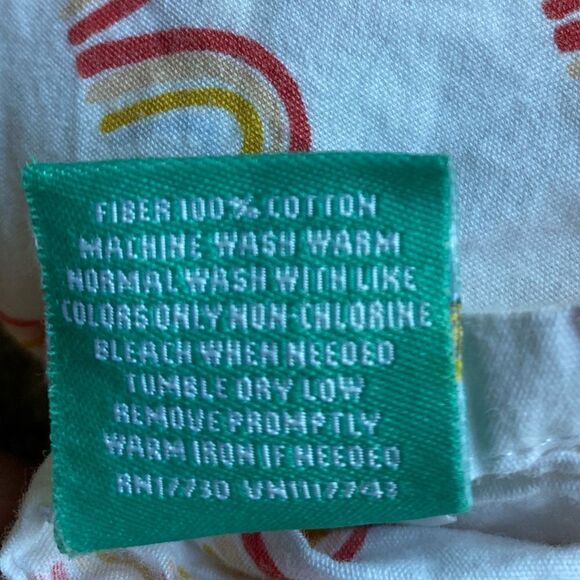 FIBER 100% COTTON
MACHINE WASH WARM
NORMAL WASH WITH LIKE
COLORS ONLY NON-CHLORINE
BLEACH WHEN NEEDED
TUMBLE DRY LOW
REMOVE PROMPTLY
WARM IRON IF NEEDED
RN17730 VN1117743